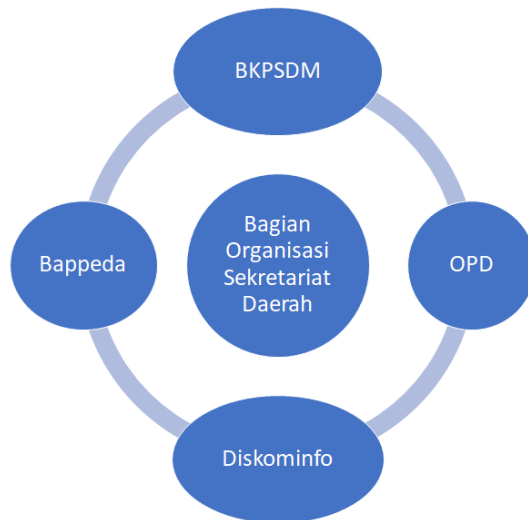 BKPSDM
Bappeda
Bagian
Organisasi
Sekretariat
Daerah
OPD
Diskominfo